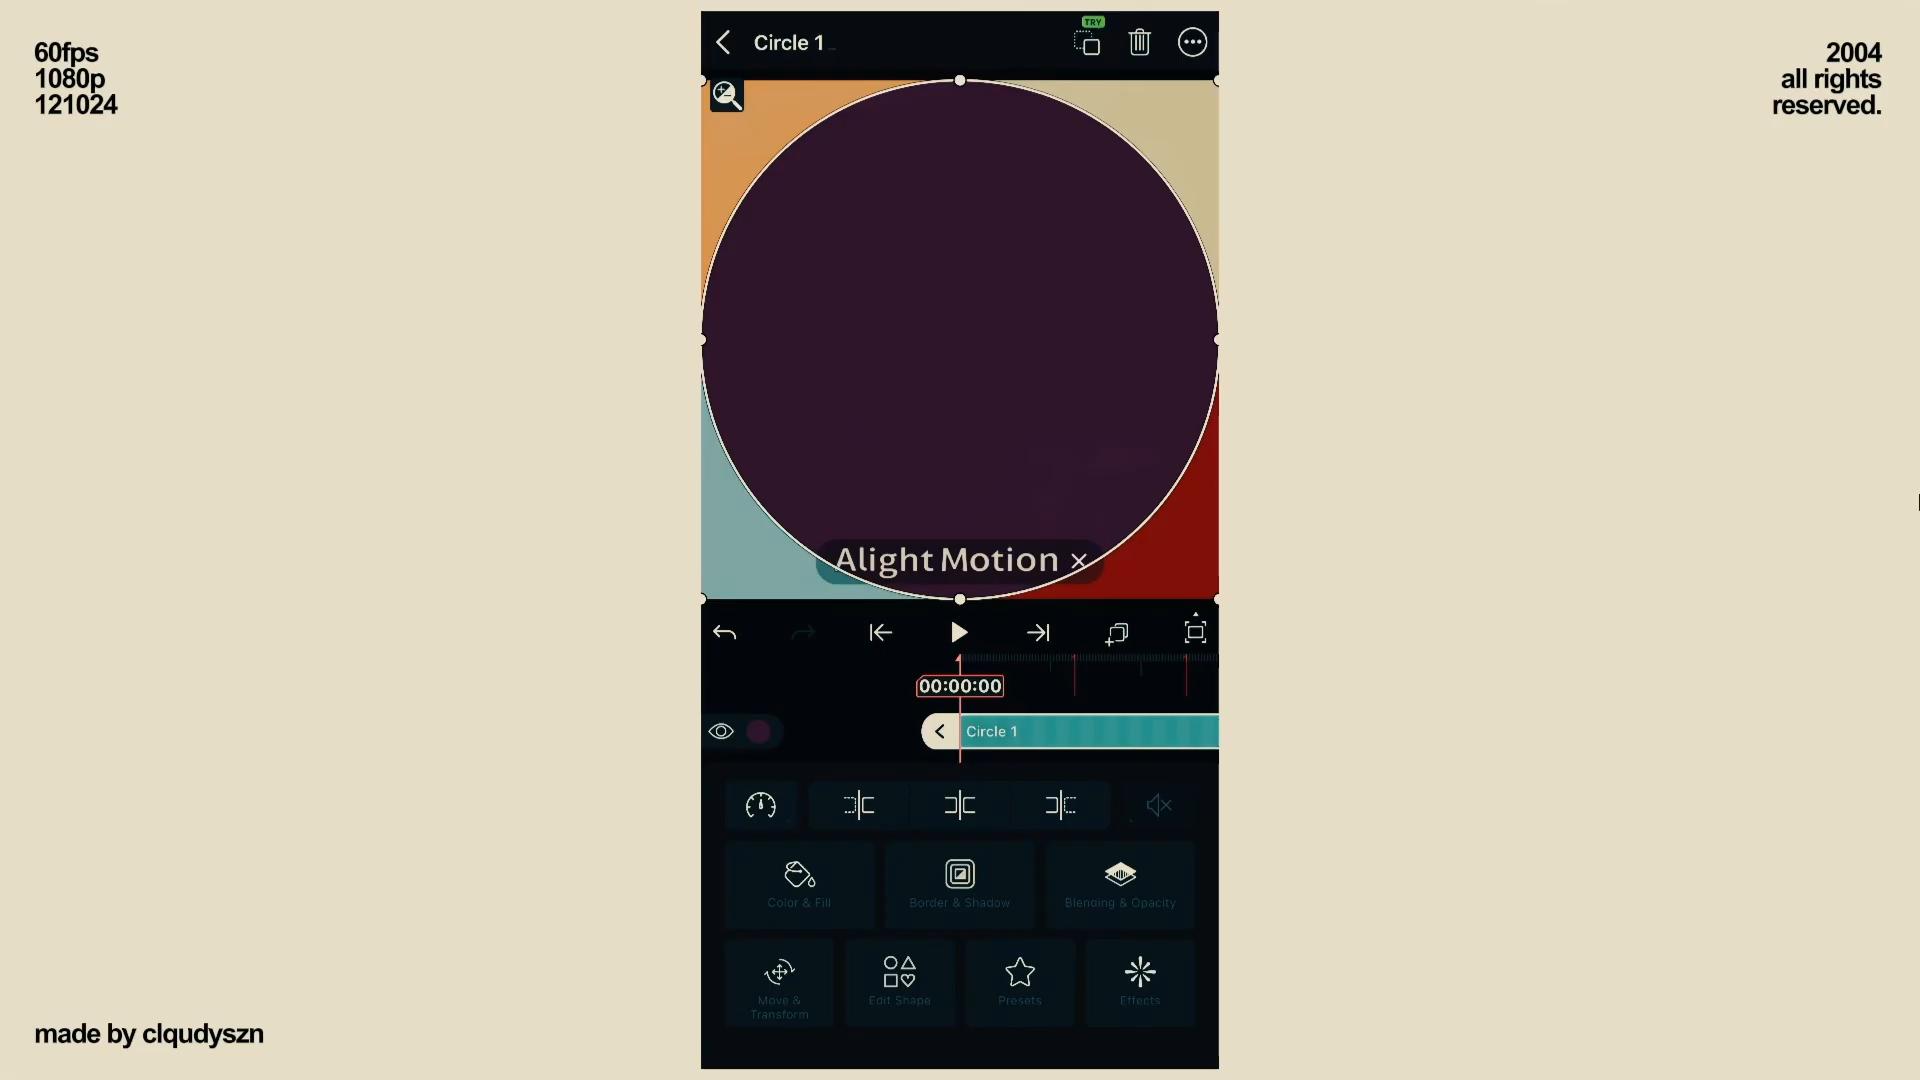 60fps
1080p
121024
2004
all rights
reserved.
Circle 1
TRY
Alight Motion ×
00:00:00
Circle 1
Color & Fill
Border & Shadow
Blending & Opacity
Move &
Transform
Edit Shape
Presets
Effects
made by clqudyszn